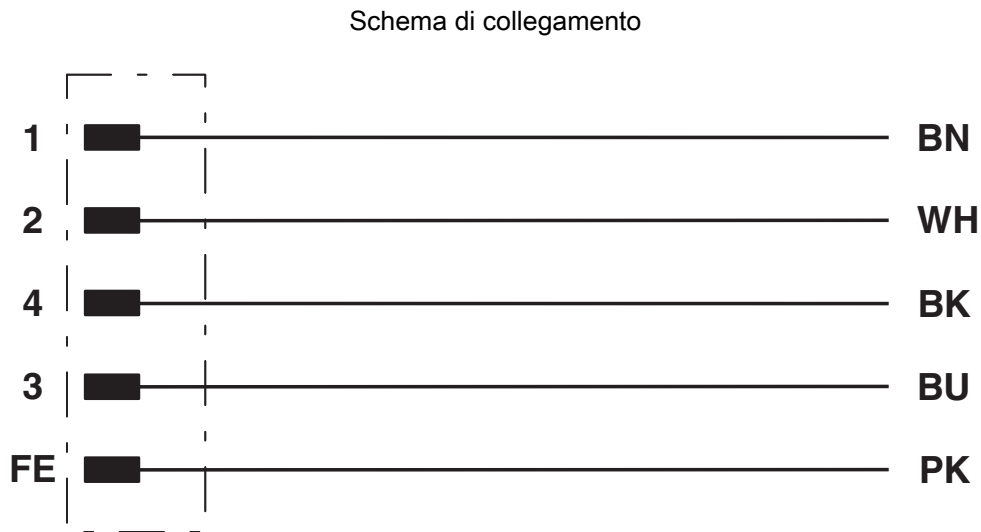 Schema di collegamento
1 BN
2 WH
4 BK
3 BU
FE PK